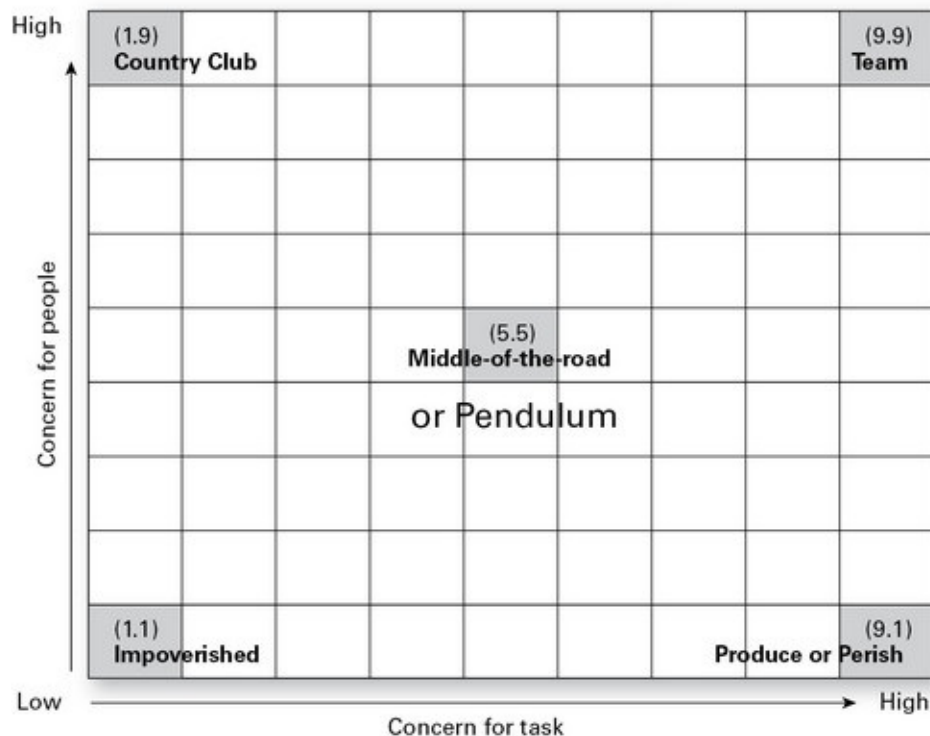 High
(1.9)
Country Club
(9.9)
Team
Concern for people
(5.5)
Middle-of-the-road
or Pendulum
(1.1)
Impoverished
(9.1)
Produce or Perish
Low
High
Concern for task